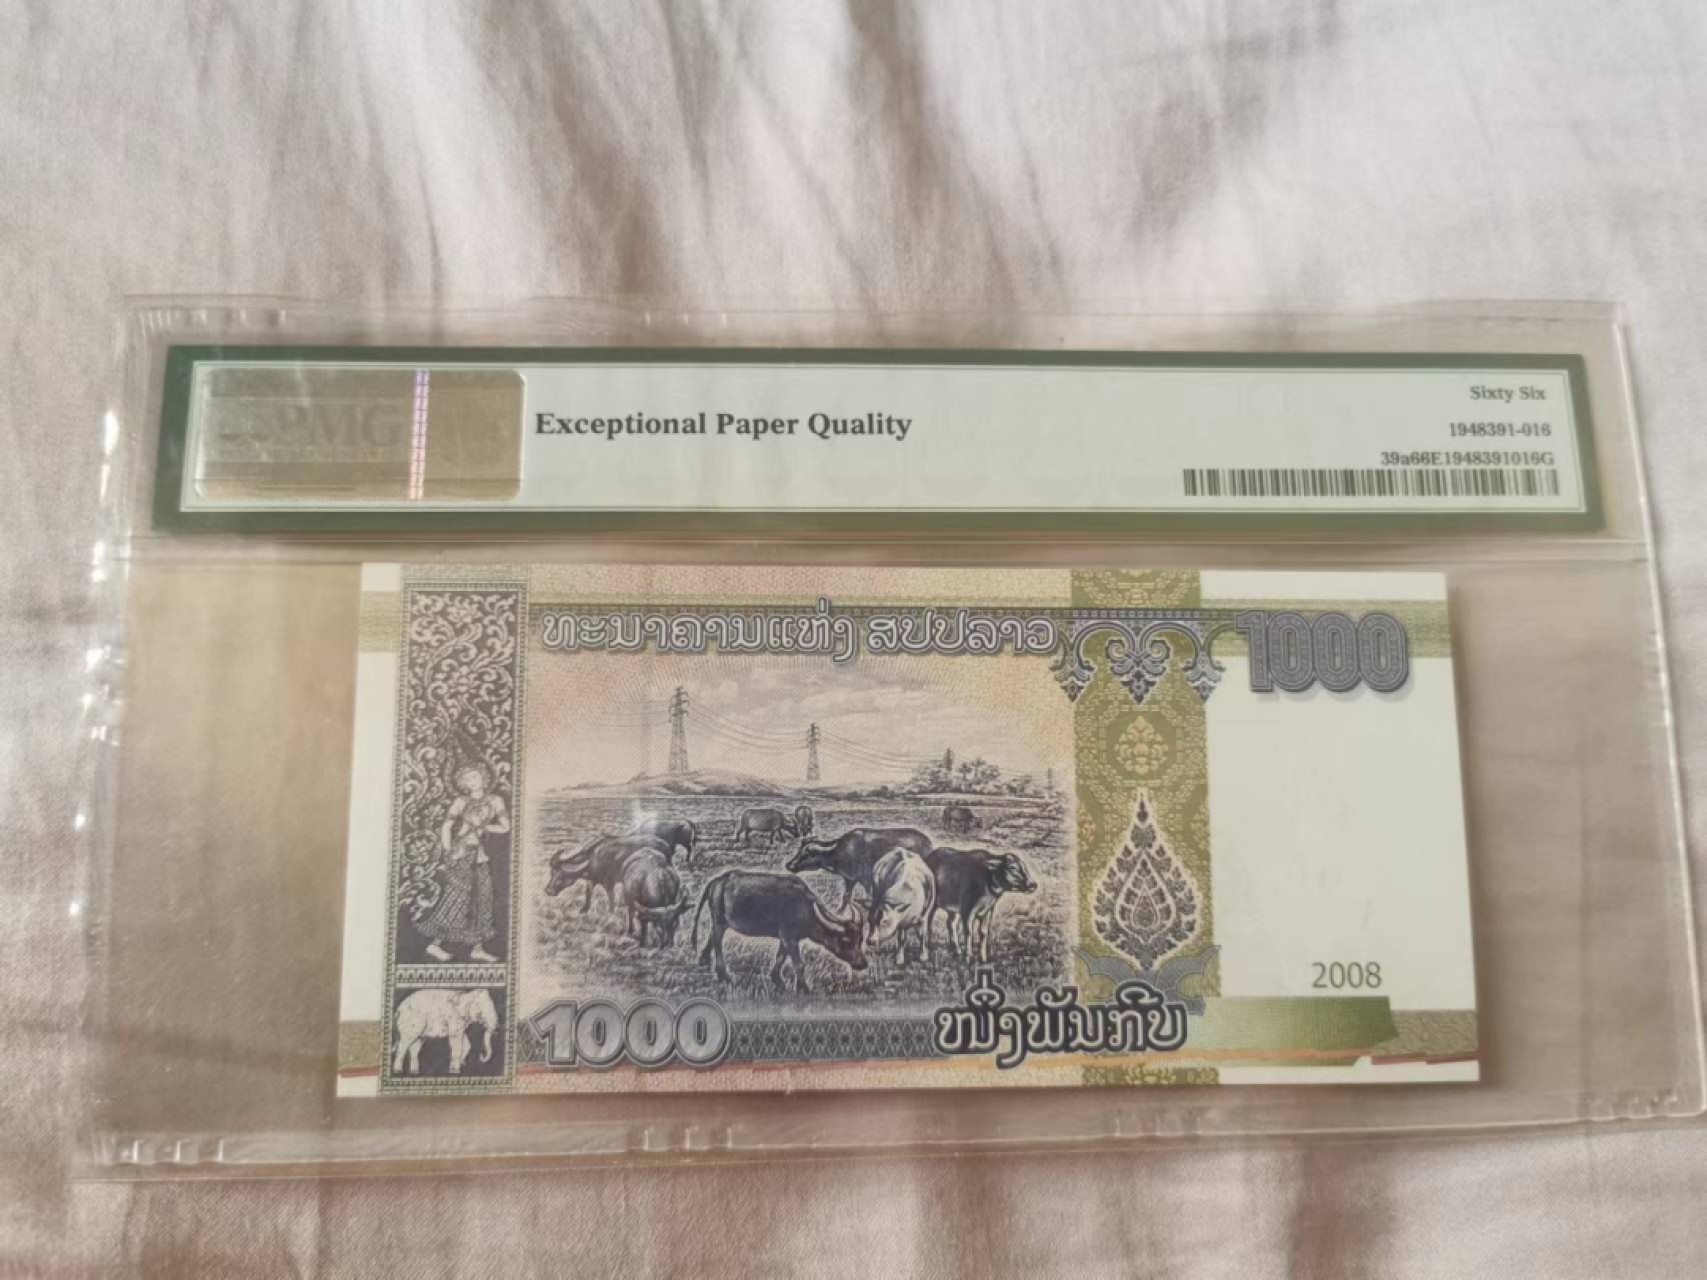 PMG
Exceptional Paper Quality
Sixty Six
1948391-016
39a66E1948391016G
ທະນາຄານແຫ່ງ ສປປລາວ
1000
2008
1000
ໜຶ່ງພັນກີບ